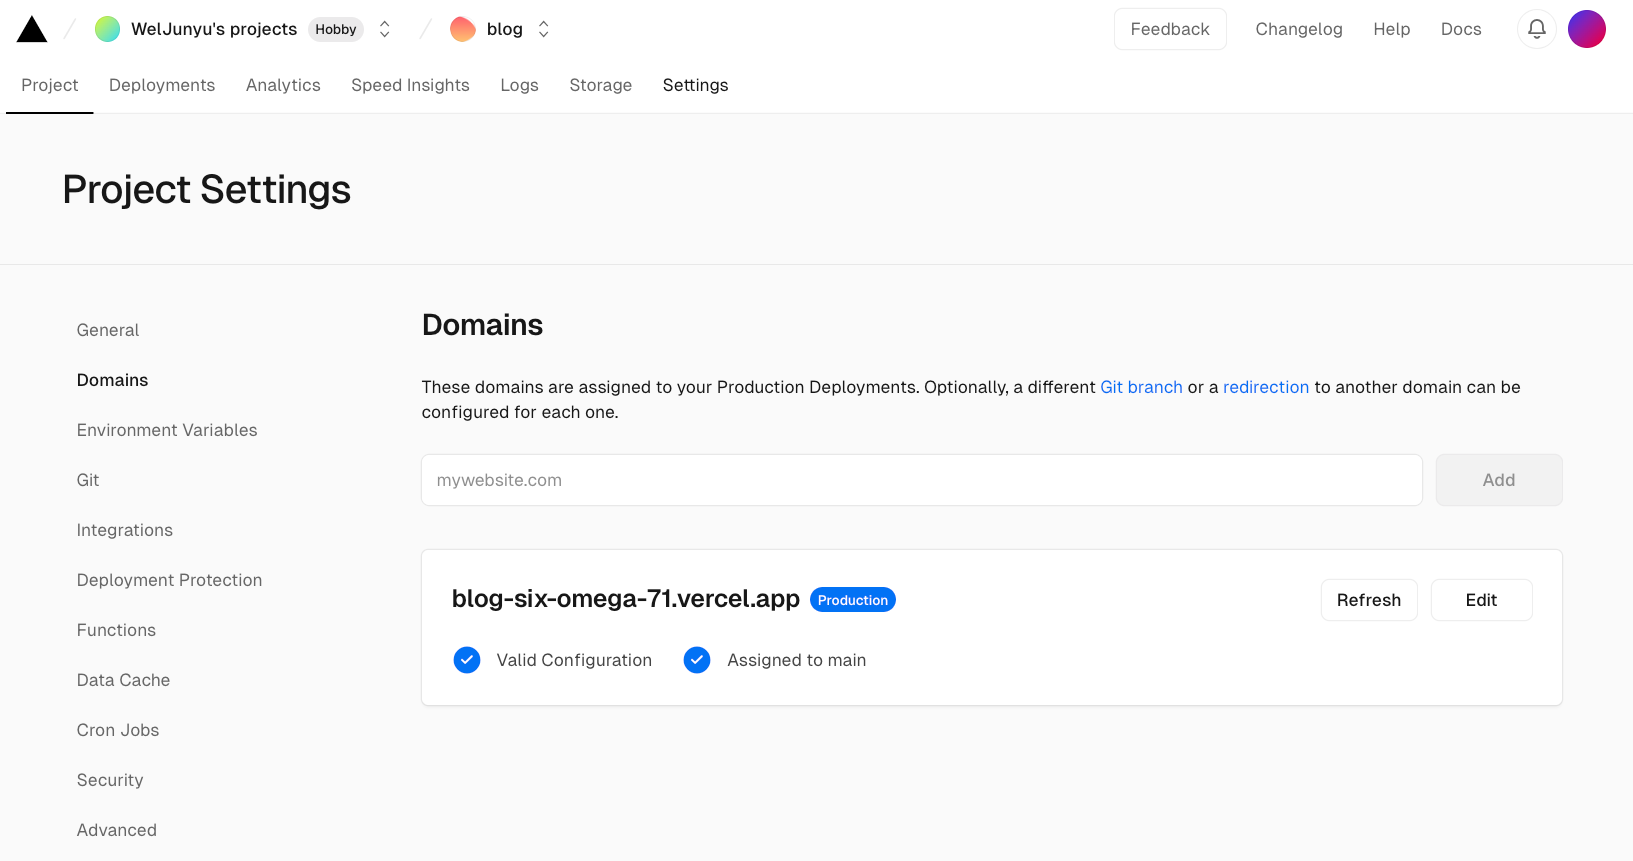 WelJunyu's projects Hobby blog Feedback Changelog Help Docs
Project Deployments Analytics Speed Insights Logs Storage Settings
Project Settings
General
Domains
Environment Variables
Git
Integrations
Deployment Protection
Functions
Data Cache
Cron Jobs
Security
Advanced
Domains
These domains are assigned to your Production Deployments. Optionally, a different Git branch or a redirection to another domain can be
configured for each one.
mywebsite.com Add
blog-six-omega-71.vercel.app Production Refresh Edit
Valid Configuration Assigned to main